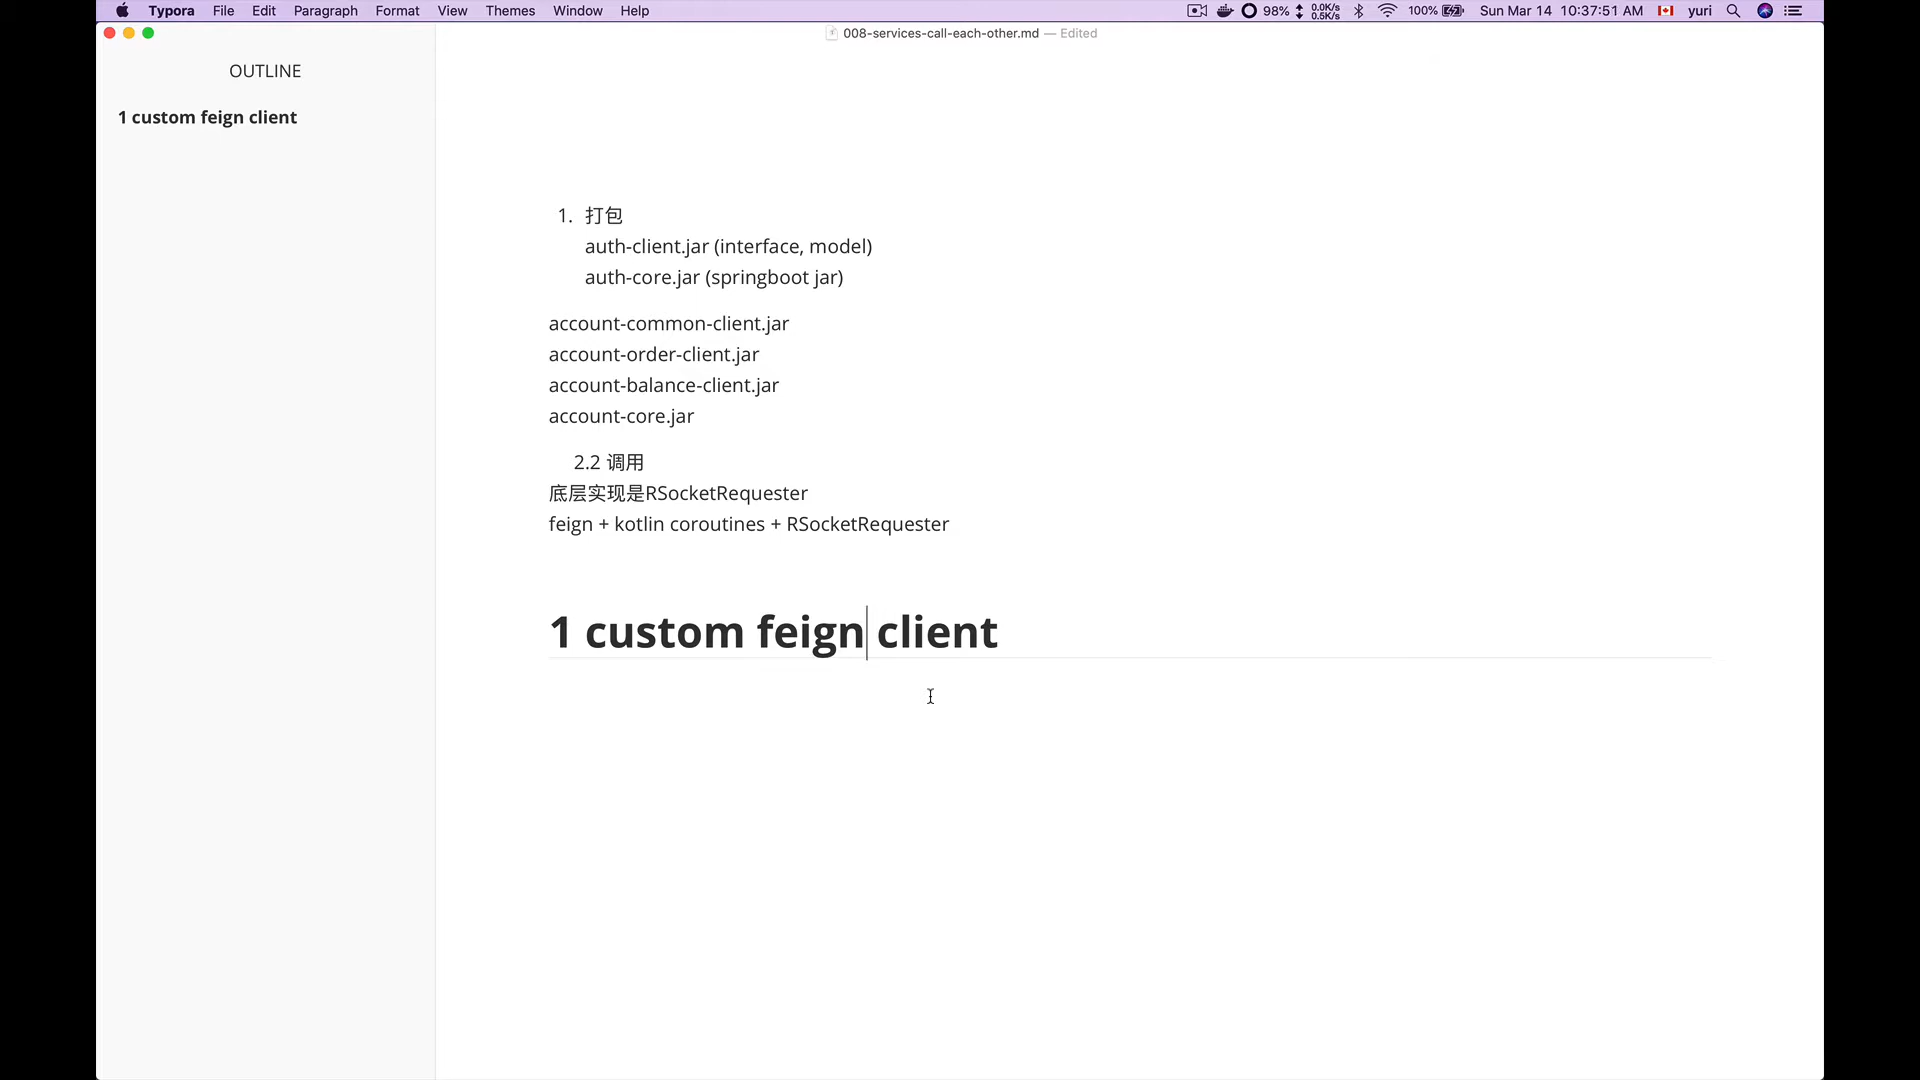 Typora File Edit Paragraph Format View Themes Window Help 98% 0.0K/s 0.5K/s 100% Sun Mar 14 10:37:51 AM yuri
008-services-call-each-other.md — Edited
OUTLINE
1 custom feign client
1. 打包
auth-client.jar (interface, model)
auth-core.jar (springboot jar)
account-common-client.jar
account-order-client.jar
account-balance-client.jar
account-core.jar
2.2 调用
底层实现是RSocketRequester
feign + kotlin coroutines + RSocketRequester
1 custom feign client